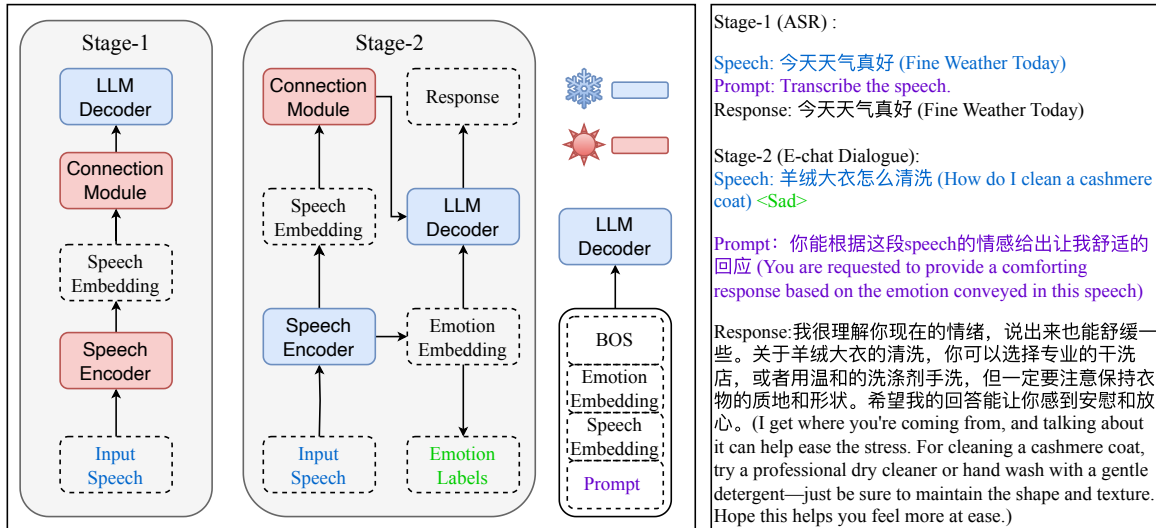 Stage-1
LLM
Decoder
Connection
Module
Speech
Embedding
Speech
Encoder
Input
Speech
Stage-2
Connection
Module
Response
Speech
Embedding
LLM
Decoder
Speech
Encoder
Emotion
Embedding
Input
Speech
Emotion
Labels
LLM
Decoder
BOS
Emotion
Embedding
Speech
Embedding
Prompt
Stage-1 (ASR) :
Speech: 今天天气真好 (Fine Weather Today)
Prompt: Transcribe the speech.
Response: 今天天气真好 (Fine Weather Today)
Stage-2 (E-chat Dialogue):
Speech: 羊绒大衣怎么清洗 (How do I clean a cashmere
coat) <Sad>
Prompt：你能根据这段speech的情感给出让我舒适的
回应 (You are requested to provide a comforting
response based on the emotion conveyed in this speech)
Response:我很理解你现在的情绪，说出来也能舒缓一
些。关于羊绒大衣的清洗，你可以选择专业的干洗
店，或者用温和的洗涤剂手洗，但一定要注意保持衣
物的质地和形状。希望我的回答能让你感到安慰和放
心。(I get where you're coming from, and talking about
it can help ease the stress. For cleaning a cashmere coat,
try a professional dry cleaner or hand wash with a gentle
detergent—just be sure to maintain the shape and texture.
Hope this helps you feel more at ease.)